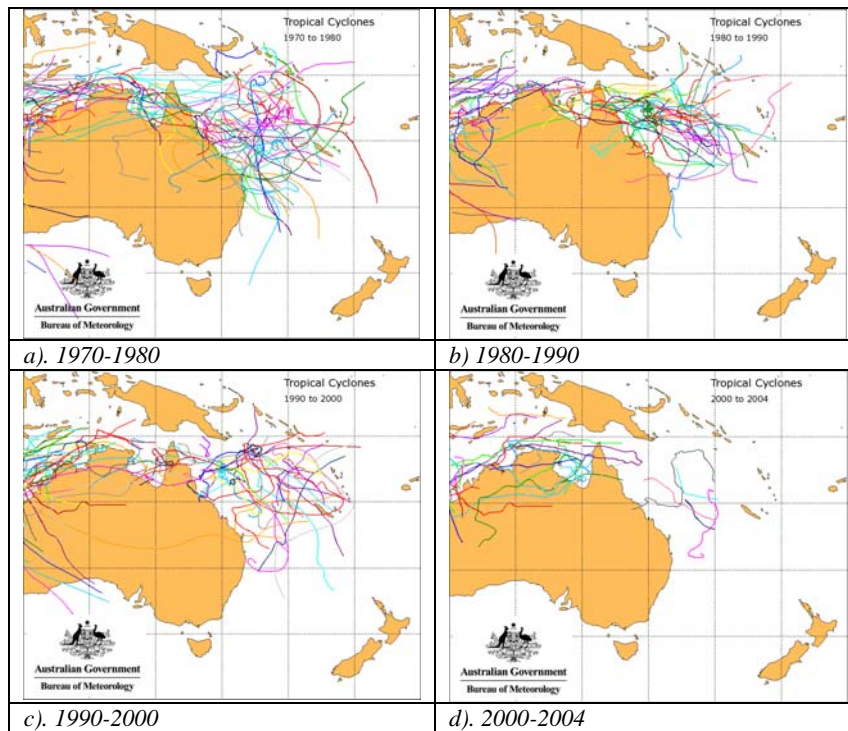 Tropical Cyclones
1970 to 1980
Australian Government
Bureau of Meteorology
a). 1970-1980
Tropical Cyclones
1980 to 1990
Australian Government
Bureau of Meteorology
b) 1980-1990
Tropical Cyclones
1990 to 2000
Australian Government
Bureau of Meteorology
c). 1990-2000
Tropical Cyclones
2000 to 2004
Australian Government
Bureau of Meteorology
d). 2000-2004